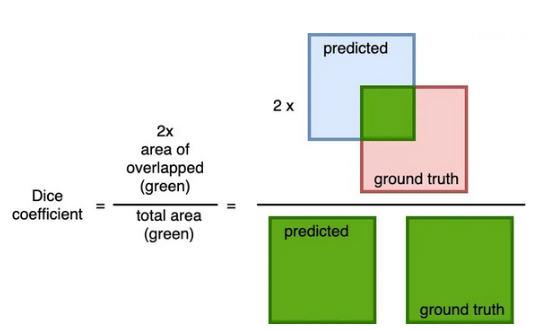 Dice
coefficient
=
2x
area of
overlapped
(green)
total area
(green)
=
2 x
predicted
ground truth
predicted
ground truth